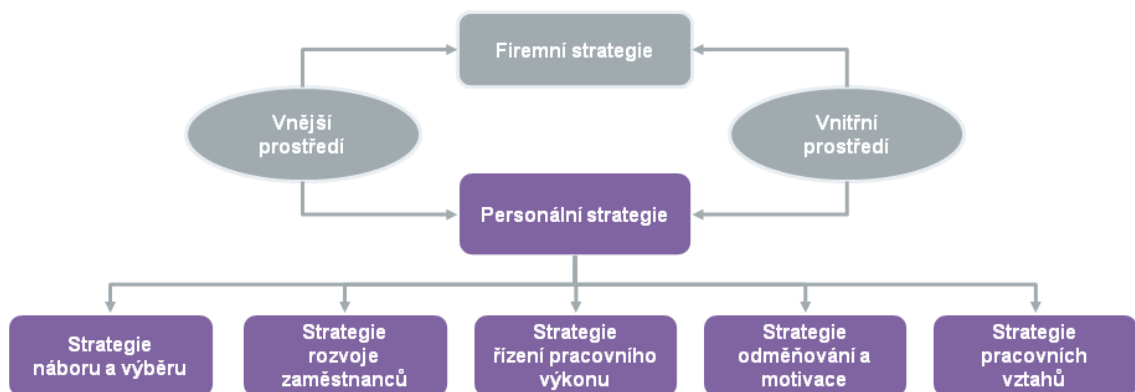 Firemní strategie
Vnější
prostředí
Vnitřní
prostředí
Personální strategie
Strategie
náboru a výběru
Strategie
rozvoje
zaměstnanců
Strategie
řízení pracovního
výkonu
Strategie
odměňování a
motivace
Strategie
pracovních
vztahů